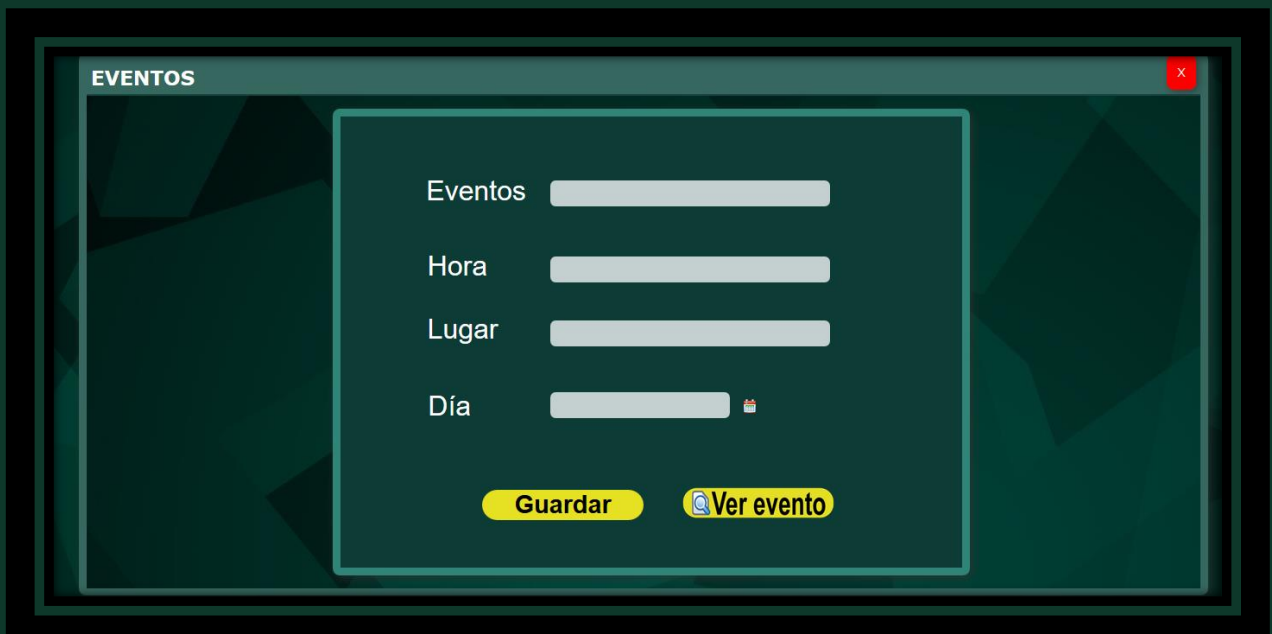 EVENTOS X
Eventos
Hora
Lugar
Día
Guardar Ver evento